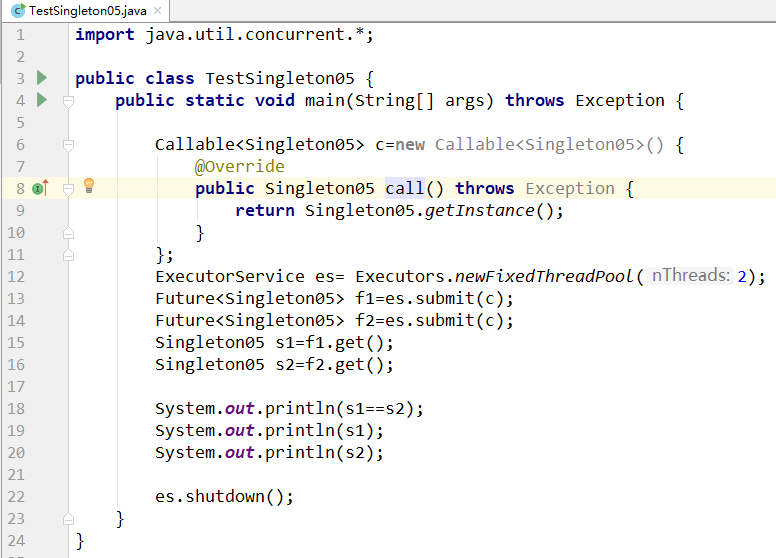 TestSingleton05.java
1 import java.util.concurrent.*;
2
3 public class TestSingleton05 {
4 public static void main(String[] args) throws Exception {
5
6 Callable<Singleton05> c=new Callable<Singleton05>() {
7 @Override
8 public Singleton05 call() throws Exception {
9 return Singleton05.getInstance();
10 }
11 };
12 ExecutorService es= Executors.newFixedThreadPool( nThreads: 2);
13 Future<Singleton05> f1=es.submit(c);
14 Future<Singleton05> f2=es.submit(c);
15 Singleton05 s1=f1.get();
16 Singleton05 s2=f2.get();
17
18 System.out.println(s1==s2);
19 System.out.println(s1);
20 System.out.println(s2);
21
22 es.shutdown();
23 }
24 }